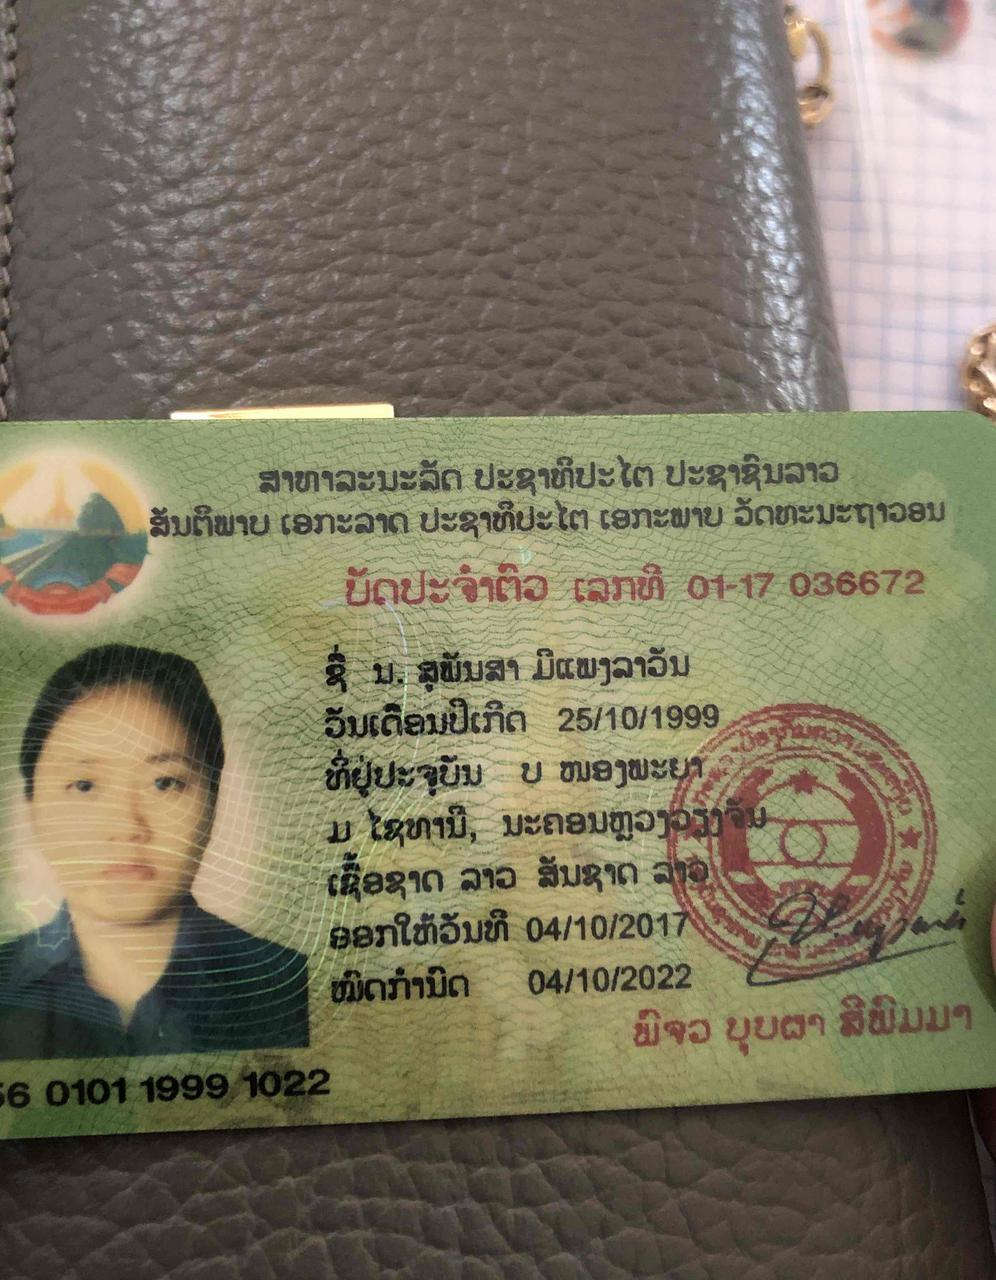 ສາທາລະນະລັດ ປະຊາທິປະໄຕ ປະຊາຊົນລາວ
ສັນຕິພາບ ເອກະລາດ ປະຊາທິປະໄຕ ເອກະພາບ ວັດທະນະຖາວອນ
ບັດປະຈຳຕົວ ເລກທີ 01-17 036672
ຊື່ ນ. ສຸພັນສາ ມີແພງລາວັນ
ວັນເດືອນປີເກີດ 25/10/1999
ທີ່ຢູ່ປະຈຸບັນ ບ ໜອງພະຍາ
ມ ໄຊທານີ, ນະຄອນຫຼວງວຽງຈັນ
ເຊື້ອຊາດ ລາວ ສັນຊາດ ລາວ
ອອກໃຫ້ວັນທີ 04/10/2017
ໝົດກຳນົດ 04/10/2022
ພົຈວ ບຸບຜາ ສີພິມມາ
56 0101 1999 1022